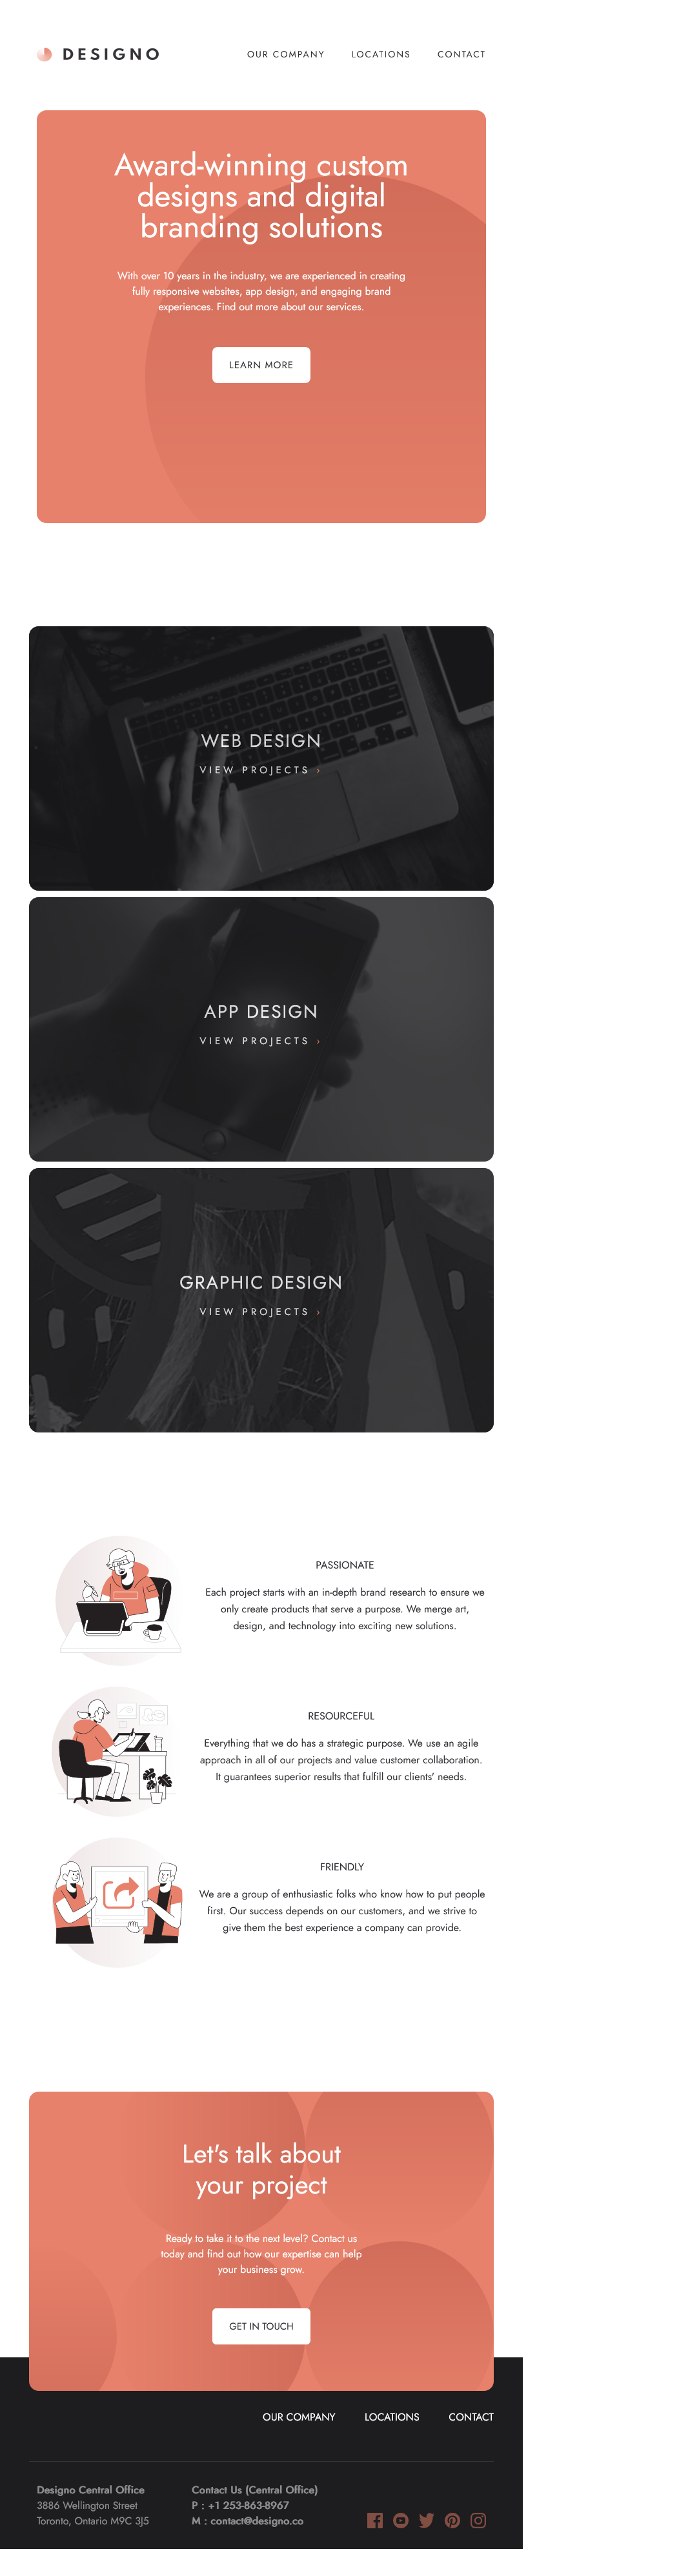 DESIGNO
OUR COMPANY
LOCATIONS
CONTACT
Award-winning custom
designs and digital
branding solutions
With over 10 years in the industry, we are experienced in creating
fully responsive websites, app design, and engaging brand
experiences. Find out more about our services.
LEARN MORE
WEB DESIGN
VIEW PROJECTS ›
APP DESIGN
VIEW PROJECTS ›
GRAPHIC DESIGN
VIEW PROJECTS ›
PASSIONATE
Each project starts with an in-depth brand research to ensure we
only create products that serve a purpose. We merge art,
design, and technology into exciting new solutions.
RESOURCEFUL
Everything that we do has a strategic purpose. We use an agile
approach in all of our projects and value customer collaboration.
It guarantees superior results that fulfill our clients' needs.
FRIENDLY
We are a group of enthusiastic folks who know how to put people
first. Our success depends on our customers, and we strive to
give them the best experience a company can provide.
Let's talk about
your project
Ready to take it to the next level? Contact us
today and find out how our expertise can help
your business grow.
GET IN TOUCH
OUR COMPANY
LOCATIONS
CONTACT
Designo Central Office
3886 Wellington Street
Toronto, Ontario M9C 3J5
Contact Us (Central Office)
P : +1 253-863-8967
M : contact@designo.co